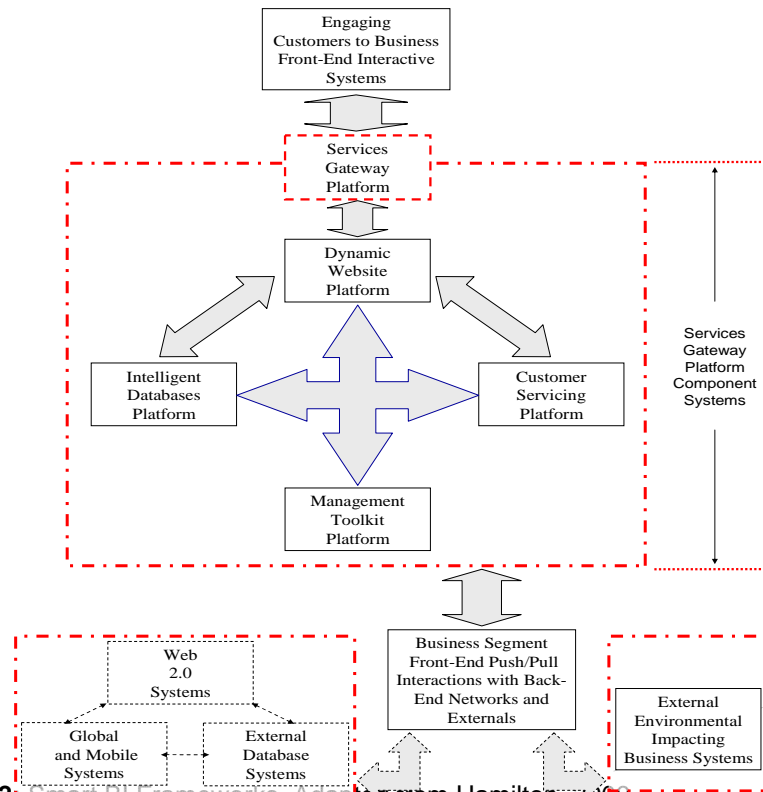 Engaging
Customers to Business
Front-End Interactive
Systems
Services
Gateway
Platform
Dynamic
Website
Platform
Intelligent
Databases
Platform
Customer
Servicing
Platform
Management
Toolkit
Platform
Services
Gateway
Platform
Component
Systems
Business Segment
Front-End Push/Pull
Interactions with Back-
End Networks and
Externals
Web
2.0
Systems
Global
and Mobile
Systems
External
Database
Systems
External
Environmental
Impacting
Business Systems